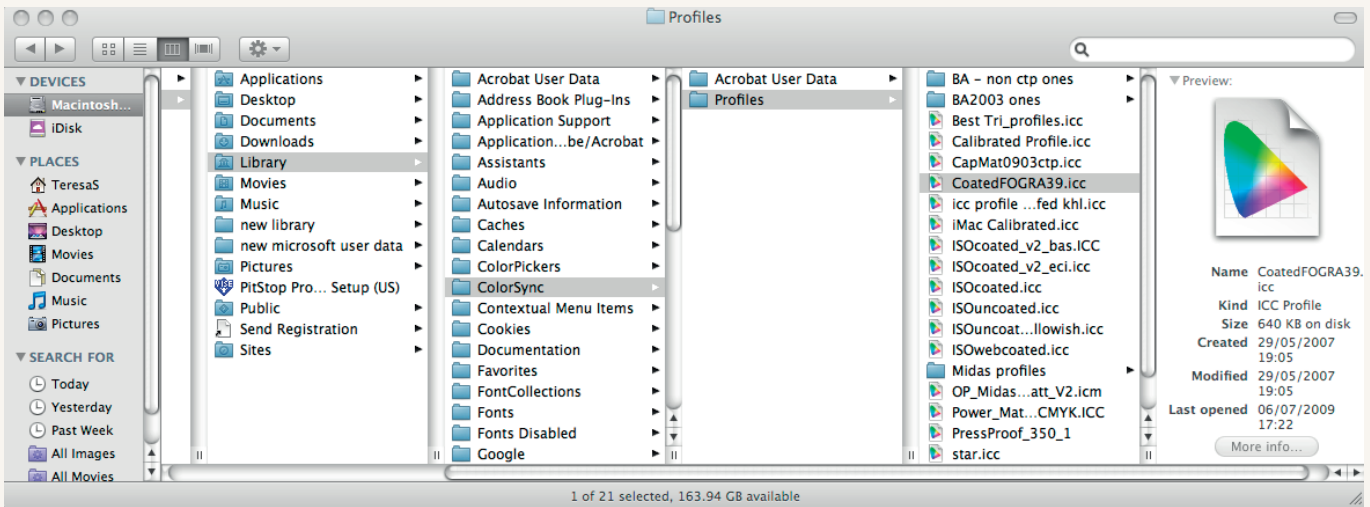 Profiles
DEVICES
Macintosh...
iDisk
PLACES
TeresaS
Applications
Desktop
Movies
Documents
Music
Pictures
SEARCH FOR
Today
Yesterday
Past Week
All Images
All Movies
Applications
Desktop
Documents
Downloads
Library
Movies
Music
new library
new microsoft user data
Pictures
PitStop Pro... Setup (US)
Public
Send Registration
Sites
Acrobat User Data
Address Book Plug-Ins
Application Support
Application...be/Acrobat
Assistants
Audio
Autosave Information
Caches
Calendars
ColorPickers
ColorSync
Contextual Menu Items
Cookies
Documentation
Favorites
FontCollections
Fonts
Fonts Disabled
Google
Acrobat User Data
Profiles
BA - non ctp ones
BA2003 ones
Best Tri_profiles.icc
Calibrated Profile.icc
CapMat0903ctp.icc
CoatedFOGRA39.icc
icc profile ...fed khl.icc
iMac Calibrated.icc
ISOcoated_v2_bas.ICC
ISOcoated_v2_eci.icc
ISOcoated.icc
ISOuncoated.icc
ISOuncoat...llowish.icc
ISOwebcoated.icc
Midas profiles
OP_Midas...att_V2.icm
Power_Mat...CMYK.ICC
PressProof_350_1
star.icc
Preview:
Name CoatedFOGRA39.
icc
Kind ICC Profile
Size 640 KB on disk
Created 29/05/2007
19:05
Modified 29/05/2007
19:05
Last opened 06/07/2009
17:22
More info...
1 of 21 selected, 163.94 GB available